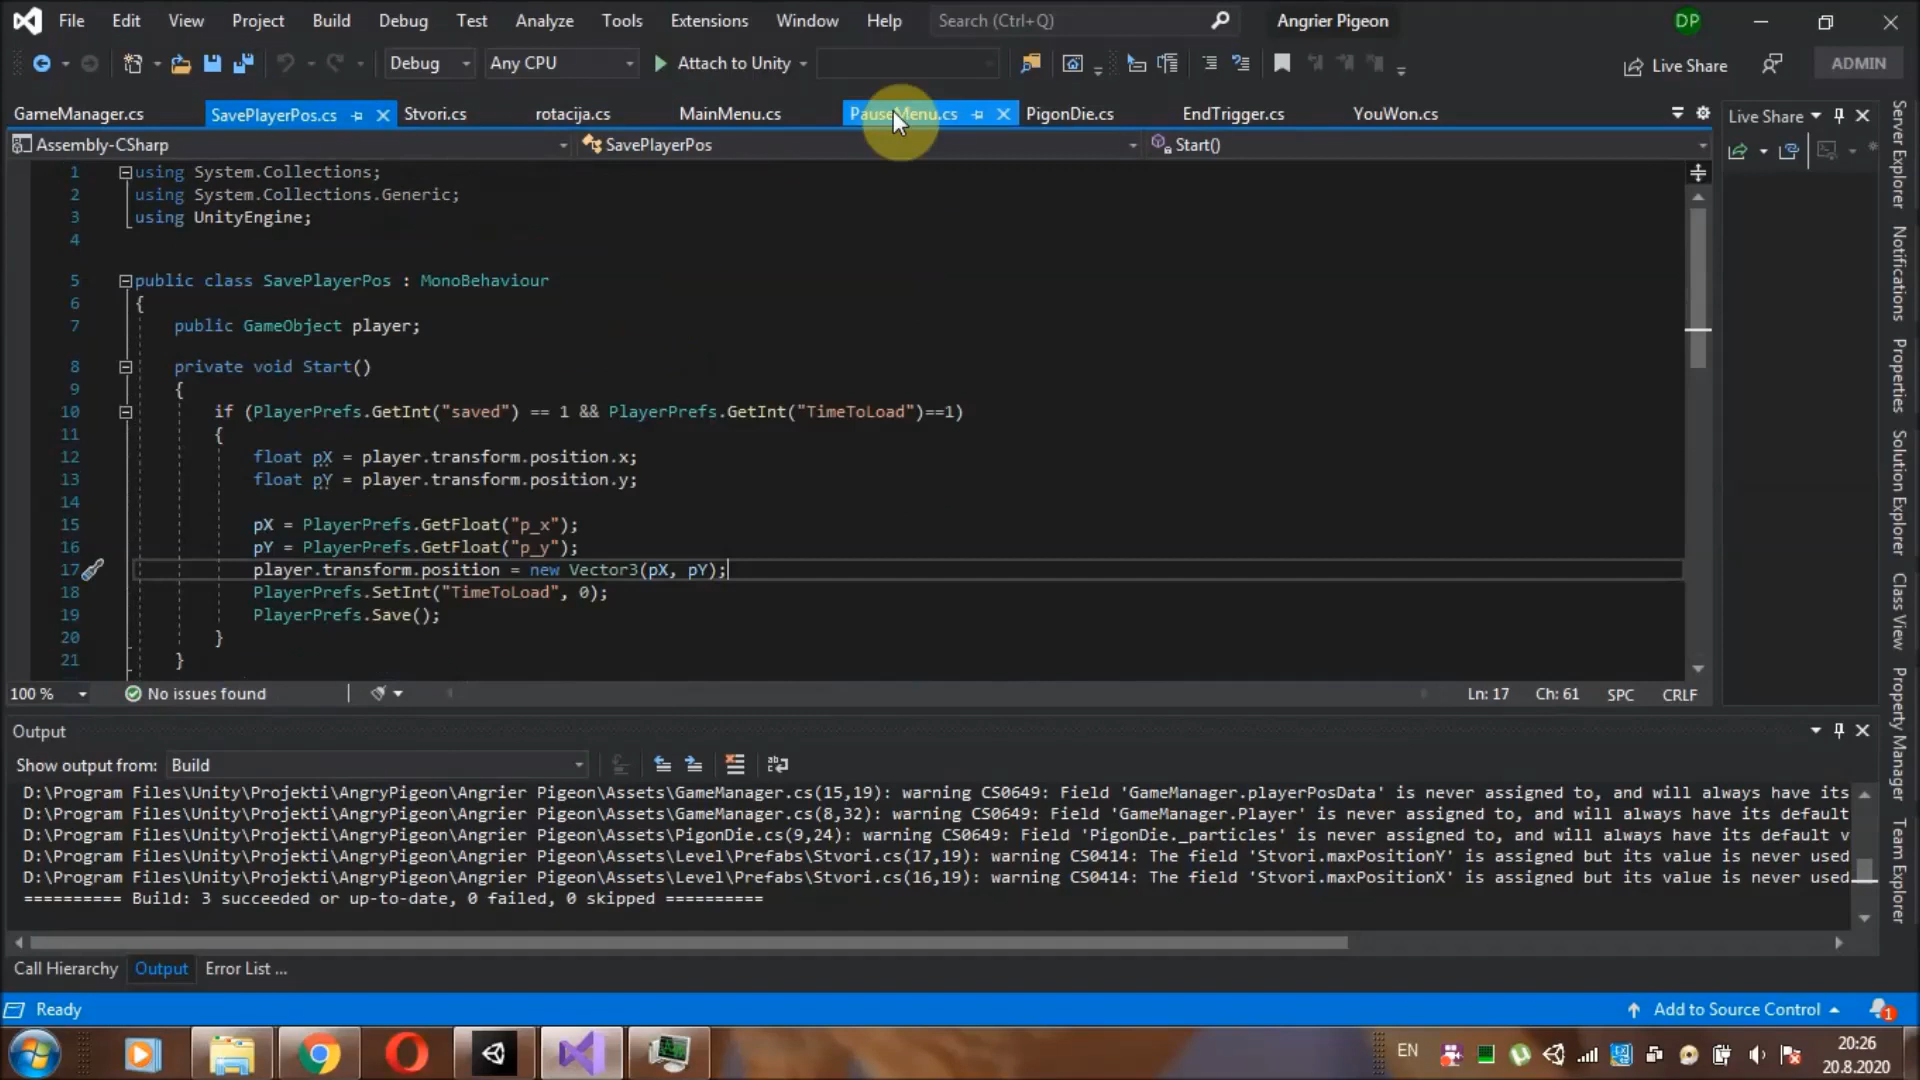 File Edit View Project Build Debug Test Analyze Tools Extensions Window Help Search (Ctrl+Q) Angrier Pigeon DP
Debug Any CPU Attach to Unity Live Share ADMIN
GameManager.cs SavePlayerPos.cs Stvori.cs rotacija.cs MainMenu.cs PauseMenu.cs PigonDie.cs EndTrigger.cs YouWon.cs Live Share
Assembly-CSharp SavePlayerPos Start()
1 using System.Collections;
2 using System.Collections.Generic;
3 using UnityEngine;
4
5 public class SavePlayerPos : MonoBehaviour
6 {
7 public GameObject player;
8 private void Start()
9 {
10 if (PlayerPrefs.GetInt("saved") == 1 && PlayerPrefs.GetInt("TimeToLoad")==1)
11 {
12 float pX = player.transform.position.x;
13 float pY = player.transform.position.y;
14
15 pX = PlayerPrefs.GetFloat("p_x");
16 pY = PlayerPrefs.GetFloat("p_y");
17 player.transform.position = new Vector3(pX, pY);
18 PlayerPrefs.SetInt("TimeToLoad", 0);
19 PlayerPrefs.Save();
20 }
21 }
100 % No issues found Ln: 17 Ch: 61 SPC CRLF
Output
Show output from: Build
D:\Program Files\Unity\Projekti\AngryPigeon\Angrier Pigeon\Assets\GameManager.cs(15,19): warning CS0649: Field 'GameManager.playerPosData' is never assigned to, and will always have its
D:\Program Files\Unity\Projekti\AngryPigeon\Angrier Pigeon\Assets\GameManager.cs(8,32): warning CS0649: Field 'GameManager.Player' is never assigned to, and will always have its default
D:\Program Files\Unity\Projekti\AngryPigeon\Angrier Pigeon\Assets\PigonDie.cs(9,24): warning CS0649: Field 'PigonDie._particles' is never assigned to, and will always have its default v
D:\Program Files\Unity\Projekti\AngryPigeon\Angrier Pigeon\Assets\Level\Prefabs\Stvori.cs(17,19): warning CS0414: The field 'Stvori.maxPositionY' is assigned but its value is never used
D:\Program Files\Unity\Projekti\AngryPigeon\Angrier Pigeon\Assets\Level\Prefabs\Stvori.cs(16,19): warning CS0414: The field 'Stvori.maxPositionX' is assigned but its value is never used
========== Build: 3 succeeded or up-to-date, 0 failed, 0 skipped ==========
Call Hierarchy Output Error List ...
Ready Add to Source Control 1
EN 20:26
20.8.2020
Server Explorer
Notifications
Properties
Solution Explorer
Class View
Property Manager
Team Explorer